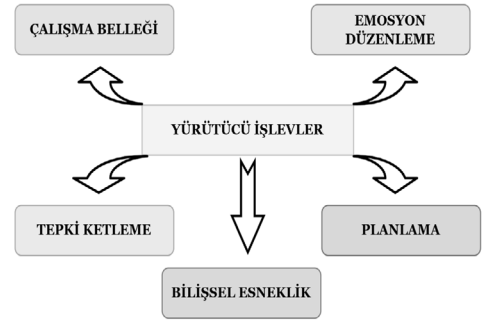 ÇALIŞMA BELLEĞİ
EMOSYON
DÜZENLEME
YÜRÜTÜCÜ İŞLEVLER
TEPKİ KETLEME
PLANLAMA
BİLİŞSEL ESNEKLİK